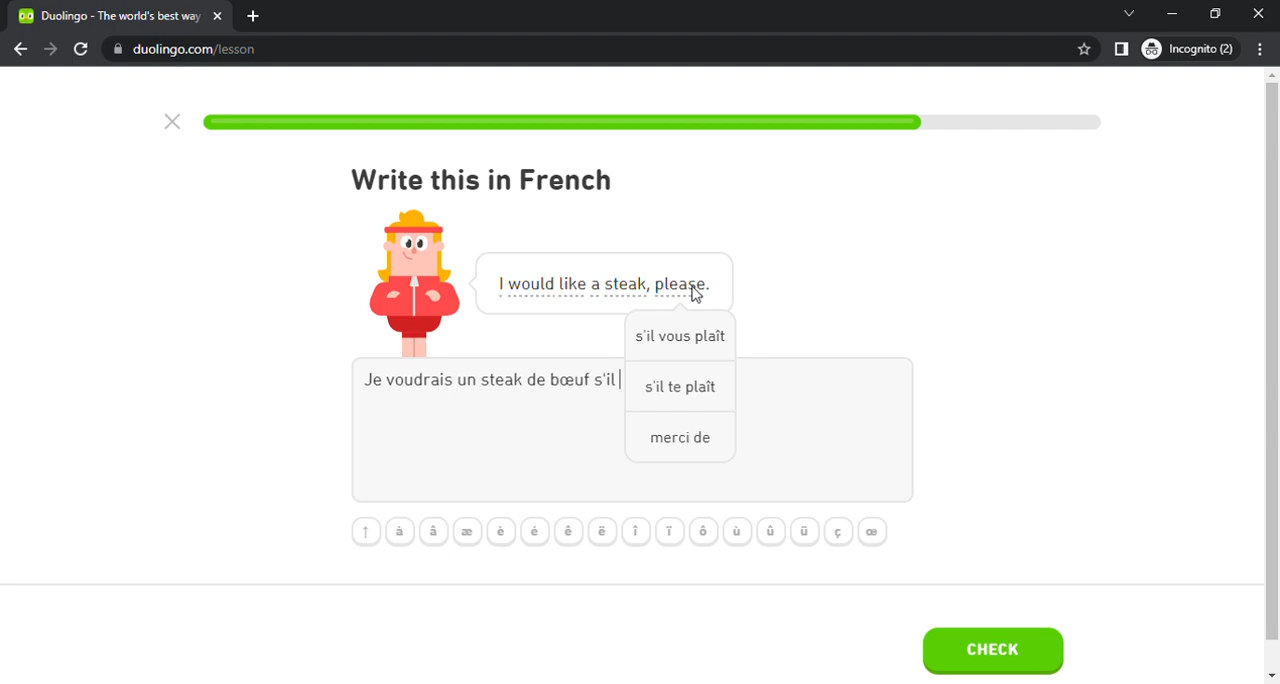 Duolingo - The world's best way
duolingo.com/lesson
Incognito (2)
Write this in French
I would like a steak, please.
s'il vous plaît
s'il te plaît
merci de
Je voudrais un steak de bœuf s'il
↑ à â æ è é ê ë î ï ô ù û ü ç œ
CHECK